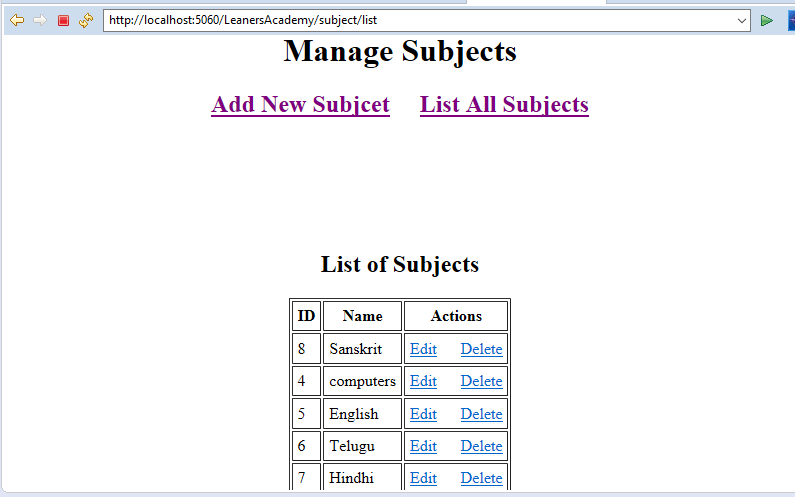 http://localhost:5060/LeanersAcademy/subject/list
Manage Subjects
Add New Subjcet List All Subjects
List of Subjects
ID Name Actions
8 Sanskrit Edit Delete
4 computers Edit Delete
5 English Edit Delete
6 Telugu Edit Delete
7 Hindhi Edit Delete